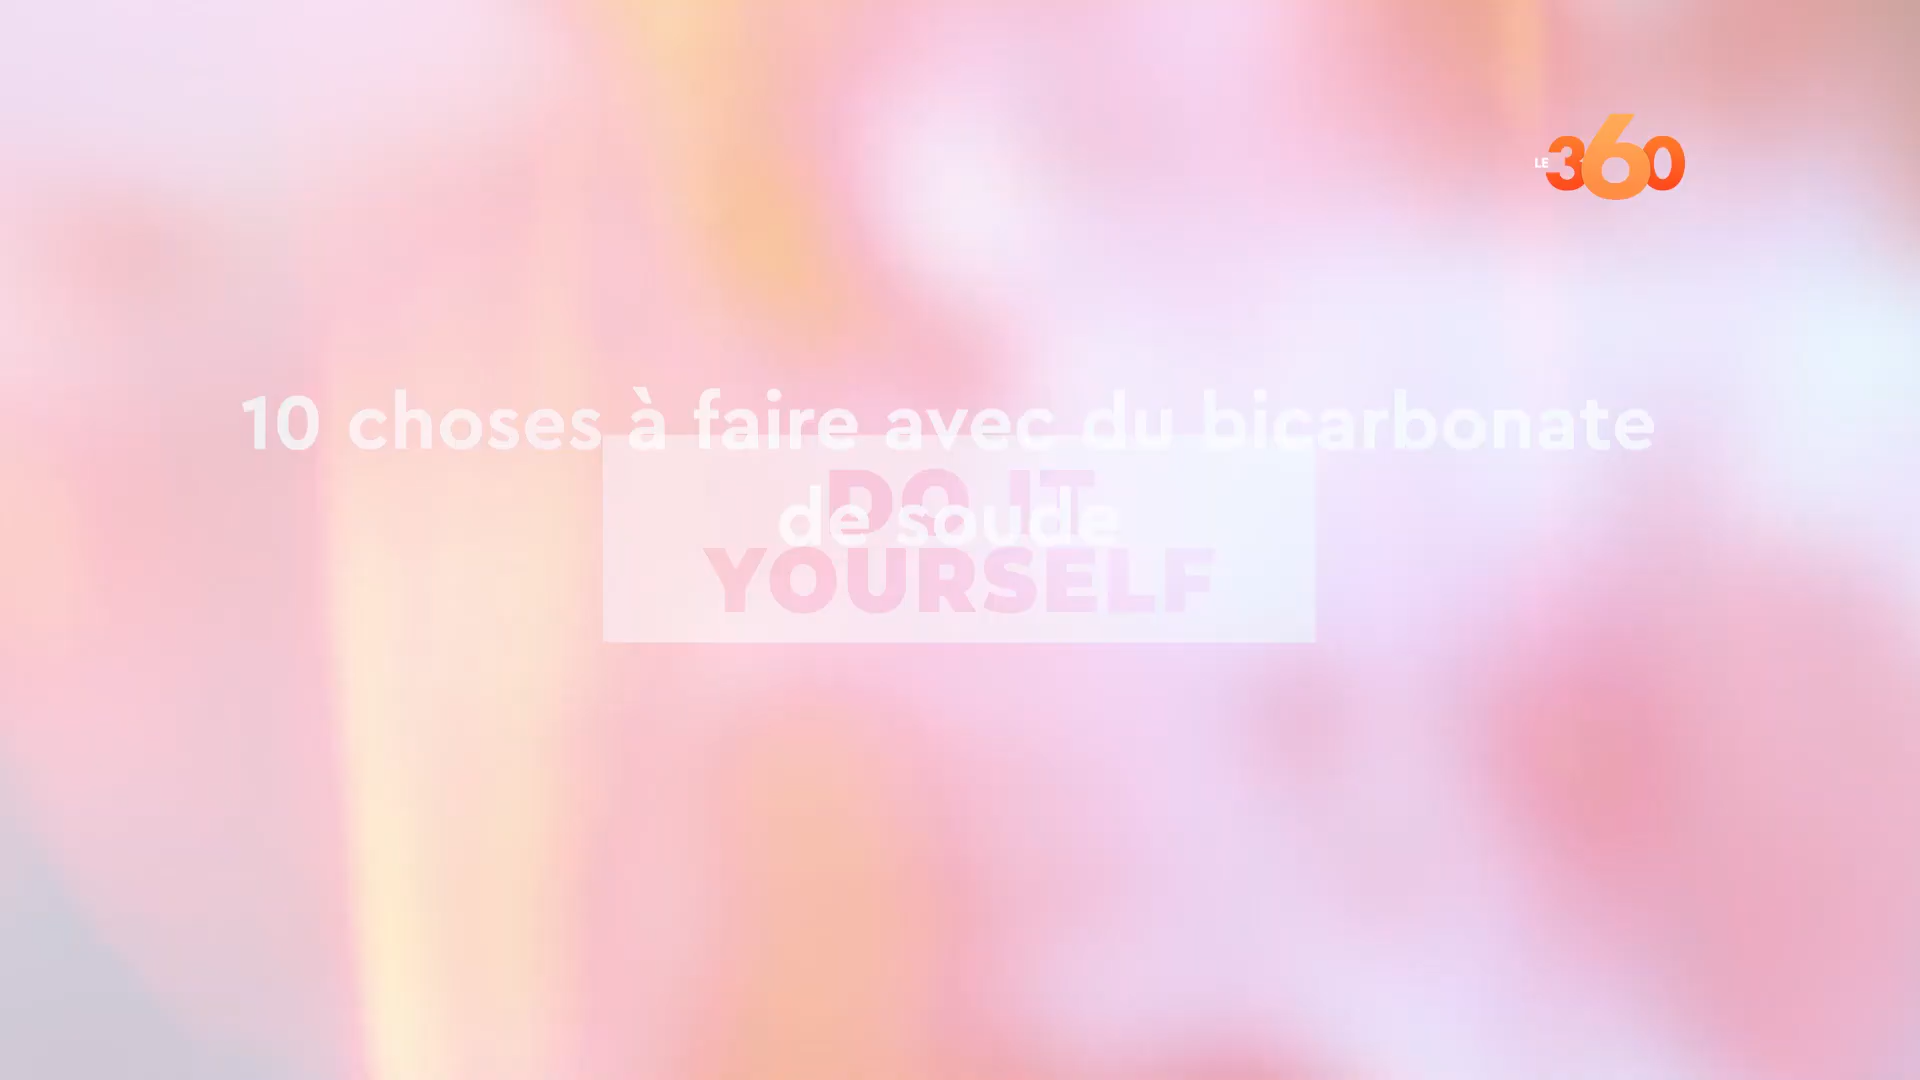 LE 360
10 choses à faire avec du bicarbonate
de soude
DO IT
YOURSELF